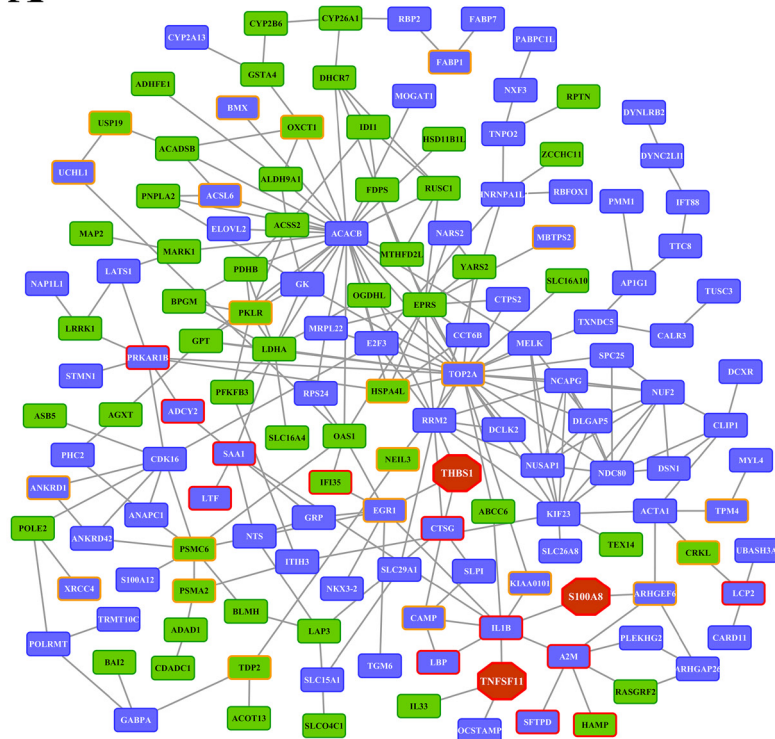 CYP2B6
CYP26A1
RBP2
FABP7
CYP2A13
PABPC1L
FABP1
DHCR7
GSTA4
ADHFE1
NXF3
MOGAT1
RPTN
BMX
USP19
OXCT1
IDI1
TNPO2
DYNLRB2
HSD11B1L
ACADSB
ZCCHC11
DYNC2LI1
UCHL1
ALDH9A1
PNPLA2
ACSL6
FDPS
RUSC1
RBFOX1
PMM1
IFT88
ACSS2
ELOVL2
ACACB
NARS2
MAP2
MARK1
MTHFD2L
MBTPS2
TTC8
LATS1
PDHB
YARS2
NAP1L1
GK
SLC16A10
AP1G1
TUSC3
BPGM
PKLR
OGDHL
EPRS
CTPS2
LRRK1
MRPL22
TXNDC5
CALR3
GPT
LDHA
E2F3
CCT6B
MELK
PRKAR1B
SPC25
STMN1
TOP2A
DCXR
PFKFB3
RPS24
HSPA4L
NCAPG
NUF2
ASB5
AGXT
ADCY2
RRM2
DLGAP5
CLIP1
SLC16A4
OAS1
DCLK2
PHC2
CDK16
SAA1
NEIL3
NUSAP1
NDC80
DSN1
MYL4
ANKRD1
LTF
IFI35
THBS1
ANAPC1
GRP
EGR1
ABCC6
KIF23
ACTA1
TPM4
POLE2
ANKRD42
PSMC6
NTS
CTSG
SLC26A8
TEX14
CRKL
UBASH3A
ITIH3
SLC29A1
SLPI
XRCC4
S100A12
PSMA2
NKX3-2
KIAA0101
S100A8
ARHGEF6
LCP2
BLMH
TRMT10C
ADAD1
LAP3
CAMP
IL1B
PLEKHG2
CARD11
POLRMT
BAI2
CDADC1
TDP2
TGM6
LBP
A2M
ARHGAP26
SLC15A1
TNFSF11
RASGRF2
GABPA
ACOT13
SLCO4C1
IL33
OCSTAMP
SFTPD
HAMP